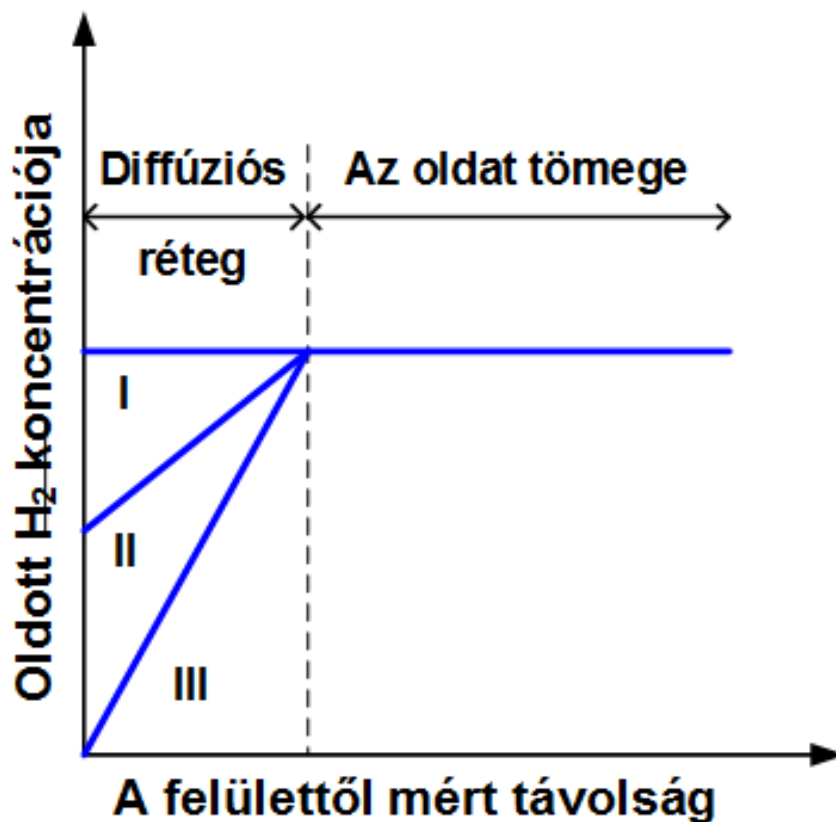 Diffúziós
réteg
Az oldat tömege
Oldott H₂ koncentrációja
I
II
III
A felülettől mért távolság